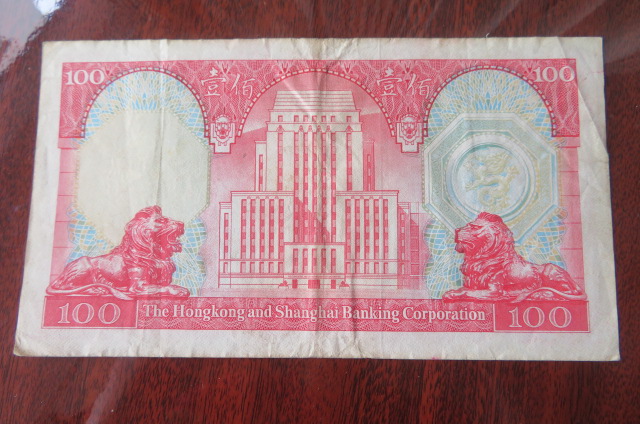 100 壹佰 壹佰 100
100 The Hongkong and Shanghai Banking Corporation 100